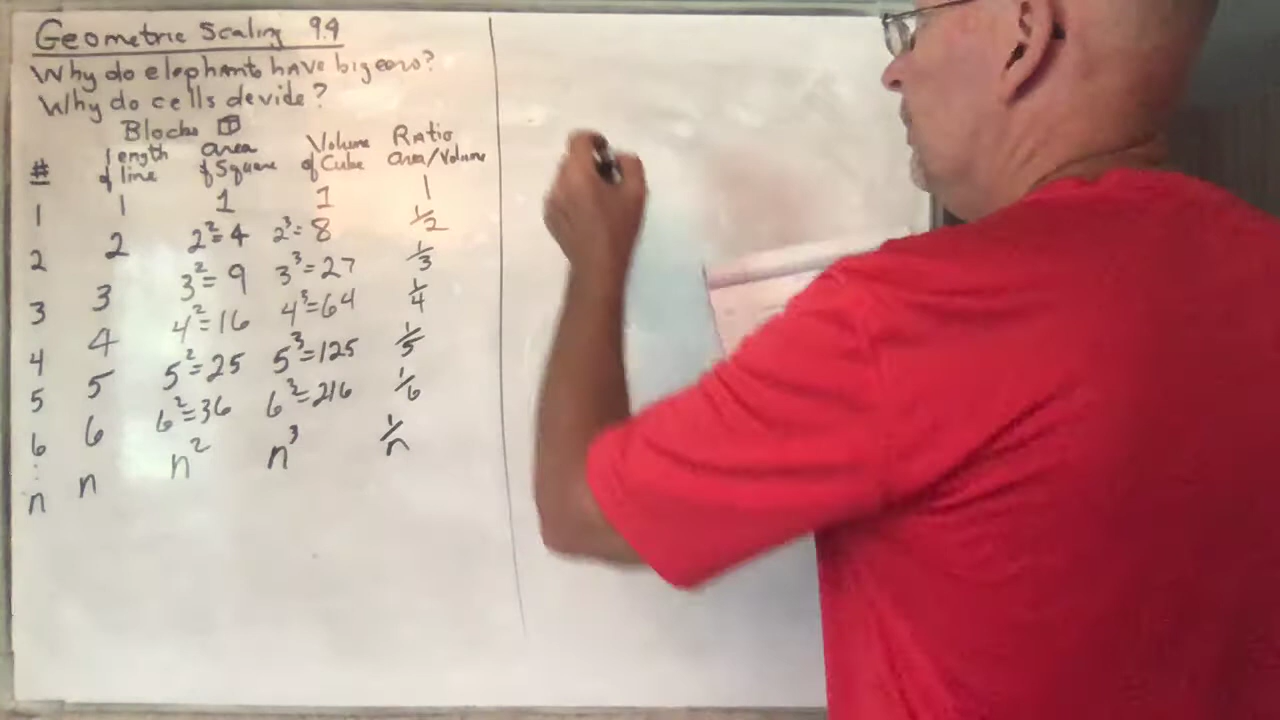 Geometric Scaling 9.4
Why do elephants have big ears?
Why do cells devide?
Blocks
# length of line area of Square Volume of Cube Ratio area/Volume
1 1 1 1 1
2 2 2²=4 2³=8 1/2
3 3 3²=9 3³=27 1/3
4 4 4²=16 4³=64 1/4
5 5 5²=25 5³=125 1/5
6 6 6²=36 6³=216 1/6
:
n n n² n³ 1/n